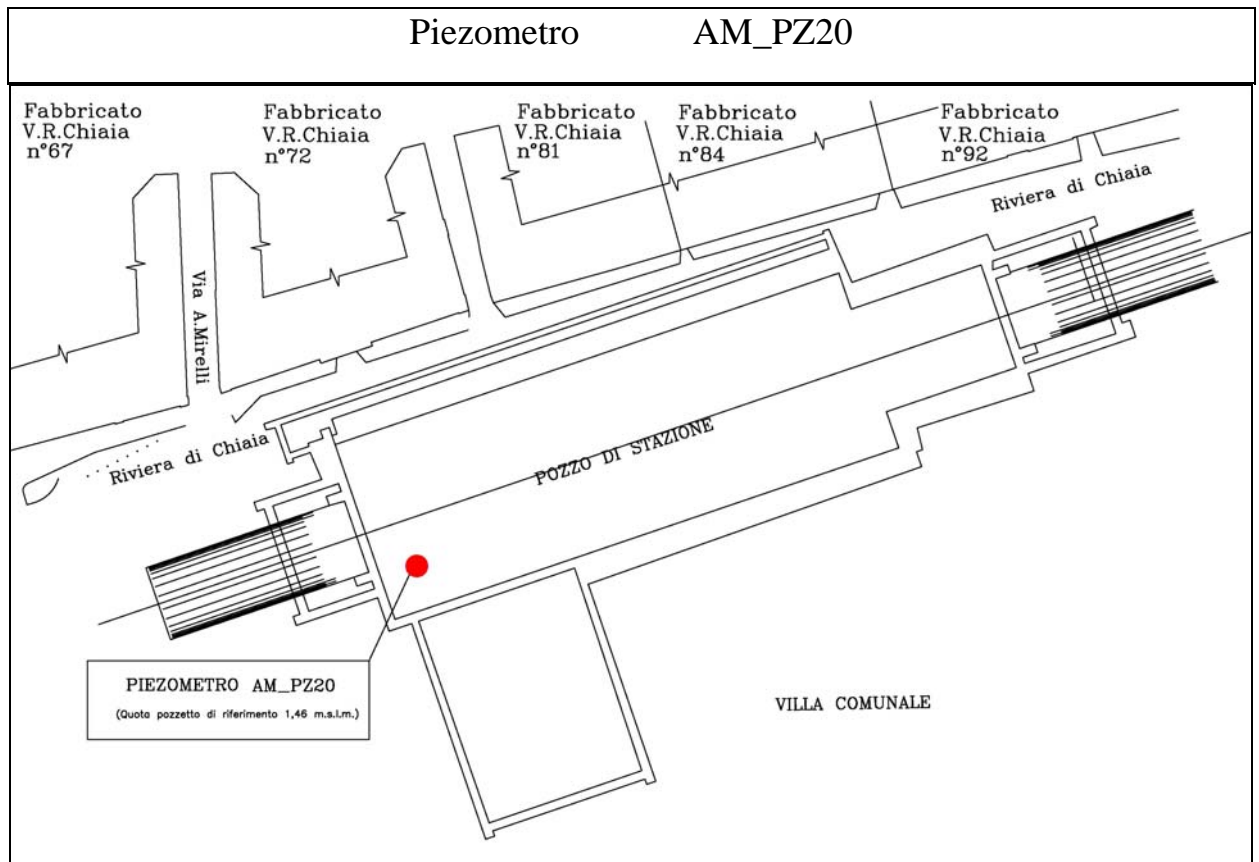 Piezometro AM_PZ20
Fabbricato
V.R.Chiaia
n°67
Fabbricato
V.R.Chiaia
n°72
Fabbricato
V.R.Chiaia
n°81
Fabbricato
V.R.Chiaia
n°84
Fabbricato
V.R.Chiaia
n°92
Riviera di Chiaia
Via A.Mirelli
Riviera di Chiaia
POZZO DI STAZIONE
PIEZOMETRO AM_PZ20
(Quota pozzetto di riferimento 1,46 m.s.l.m.)
VILLA COMUNALE